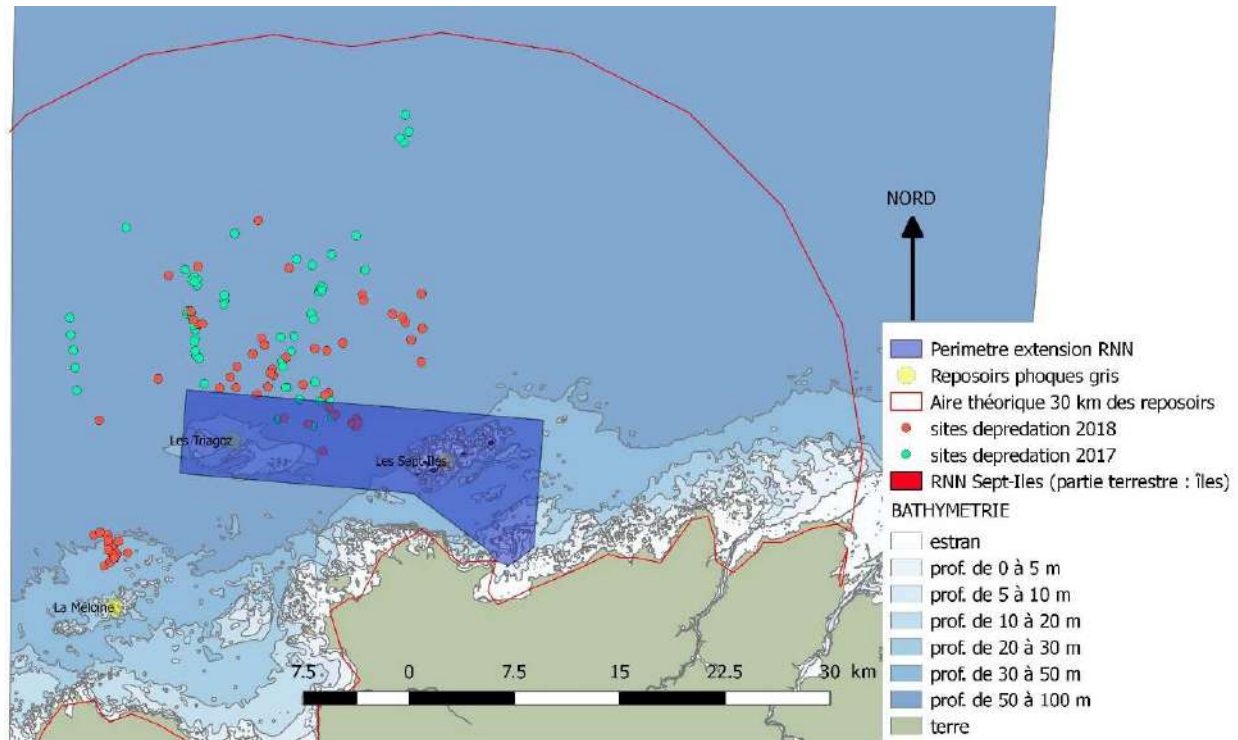 NORD
Les Triagoz
Les Sept-Iles
La Méloine
7.5 0 7.5 15 22.5 30 km
Perimetre extension RNN
Reposoirs phoques gris
Aire théorique 30 km des reposoirs
sites depredation 2018
sites depredation 2017
RNN Sept-Iles (partie terrestre : îles)
BATHYMETRIE
estran
prof. de 0 à 5 m
prof. de 5 à 10 m
prof. de 10 à 20 m
prof. de 20 à 30 m
prof. de 30 à 50 m
prof. de 50 à 100 m
terre